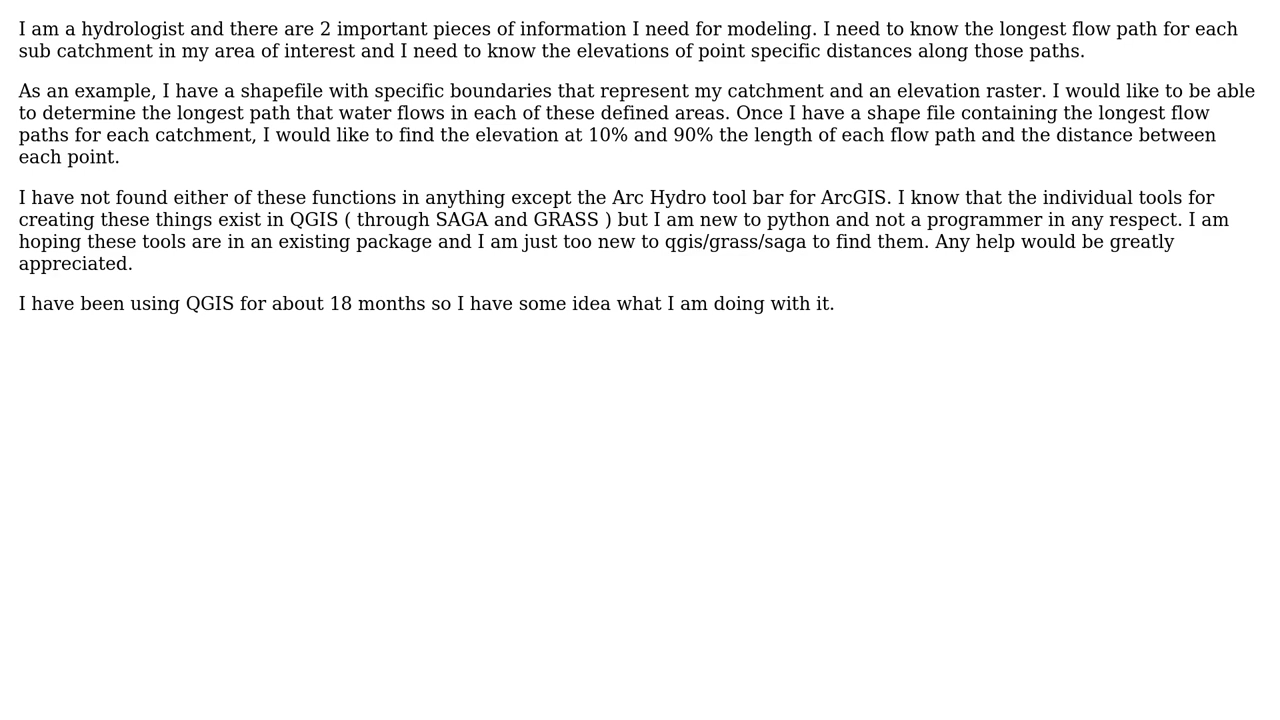 I am a hydrologist and there are 2 important pieces of information I need for modeling. I need to know the longest flow path for each
sub catchment in my area of interest and I need to know the elevations of point specific distances along those paths.
As an example, I have a shapefile with specific boundaries that represent my catchment and an elevation raster. I would like to be able
to determine the longest path that water flows in each of these defined areas. Once I have a shape file containing the longest flow
paths for each catchment, I would like to find the elevation at 10% and 90% the length of each flow path and the distance between
each point.
I have not found either of these functions in anything except the Arc Hydro tool bar for ArcGIS. I know that the individual tools for
creating these things exist in QGIS ( through SAGA and GRASS ) but I am new to python and not a programmer in any respect. I am
hoping these tools are in an existing package and I am just too new to qgis/grass/saga to find them. Any help would be greatly
appreciated.
I have been using QGIS for about 18 months so I have some idea what I am doing with it.